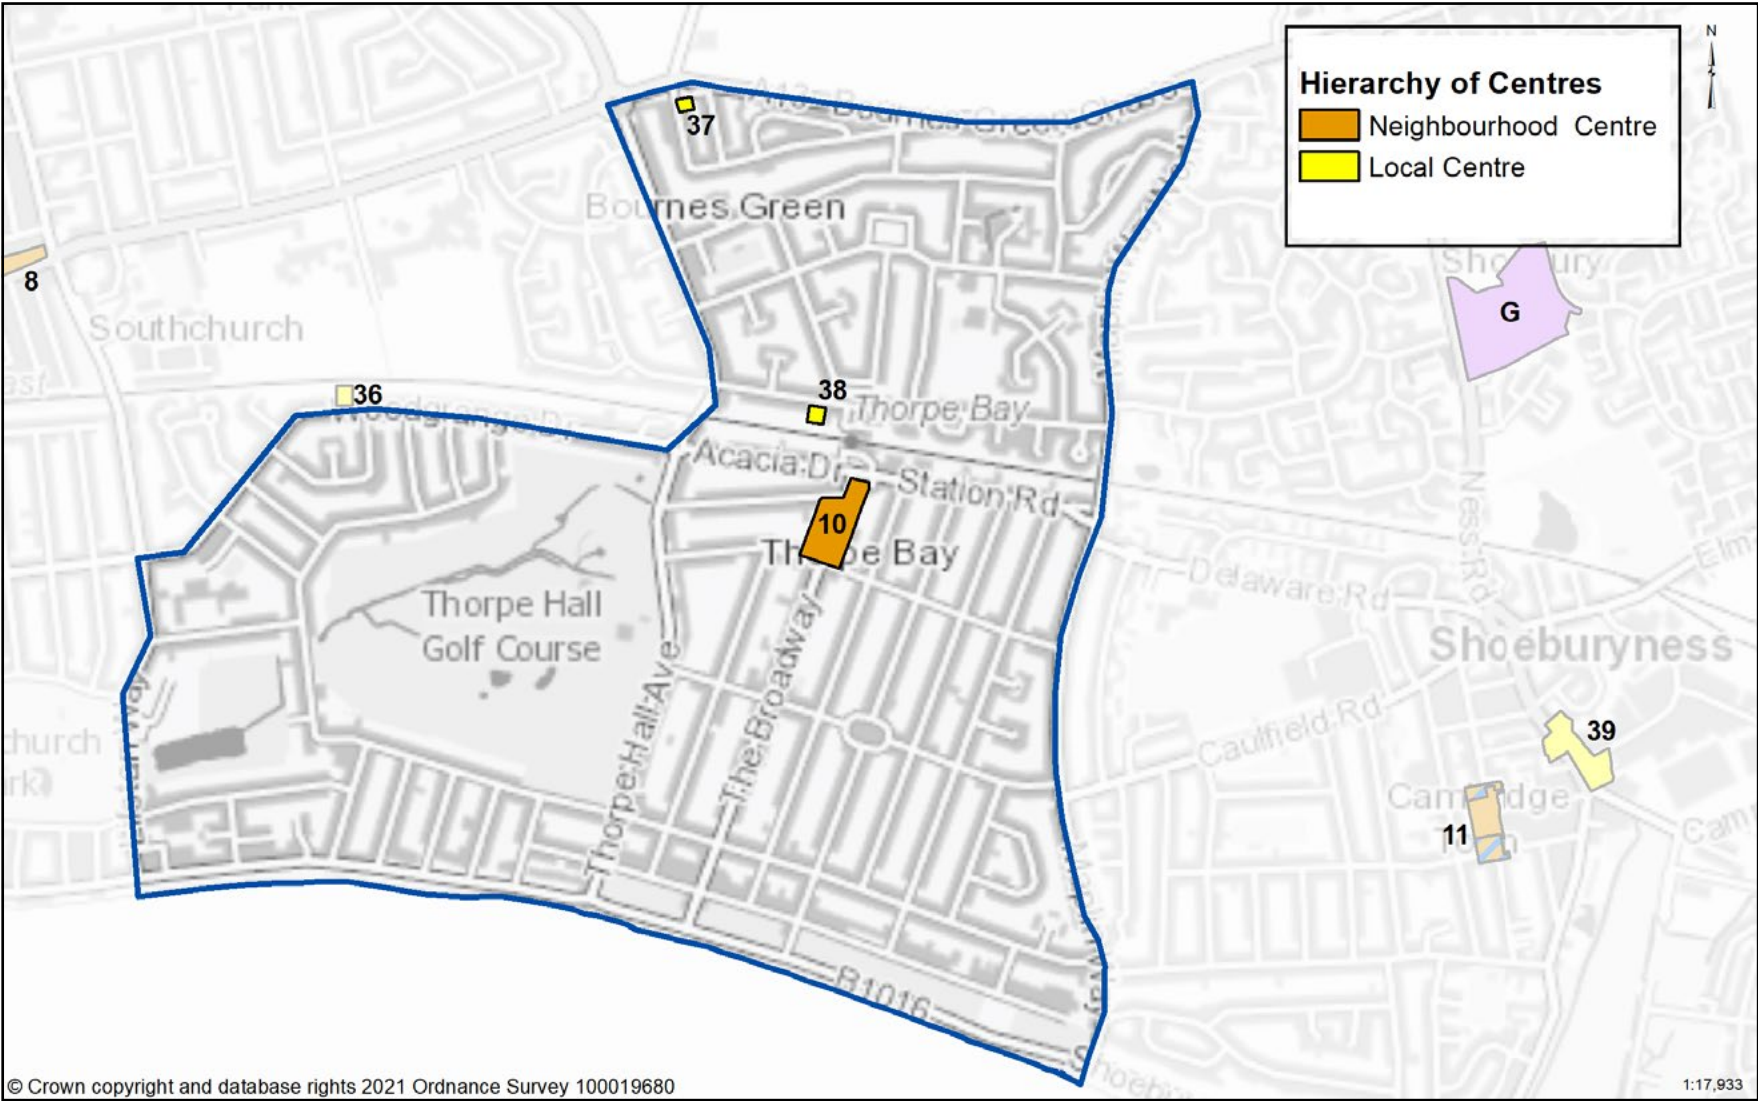 N
Hierarchy of Centres
Neighbourhood Centre
Local Centre
37
Bournes Green
8
Southchurch
G
36
38
Thorpe Bay
Acacia Dr
Station Rd
10
Thorpe Bay
Ness Rd
Delaware Rd
Thorpe Hall
Golf Course
Shoeburyness
Thorpe Hall Ave
The Broadway
Caulfield Rd
39
11
B1016
© Crown copyright and database rights 2021 Ordnance Survey 100019680
1:17,933